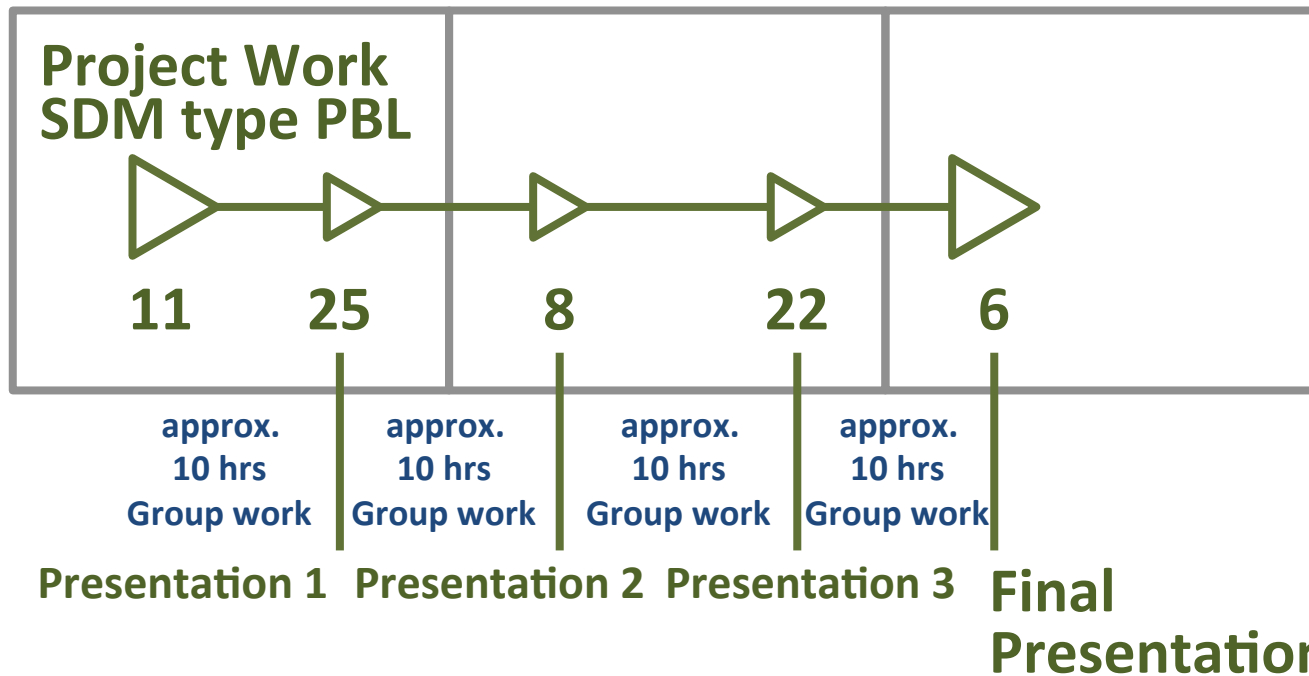 Project Work
SDM type PBL
11
25
8
22
6
approx.
10 hrs
Group work
approx.
10 hrs
Group work
approx.
10 hrs
Group work
approx.
10 hrs
Group work
Presentation 1
Presentation 2
Presentation 3
Final
Presentation